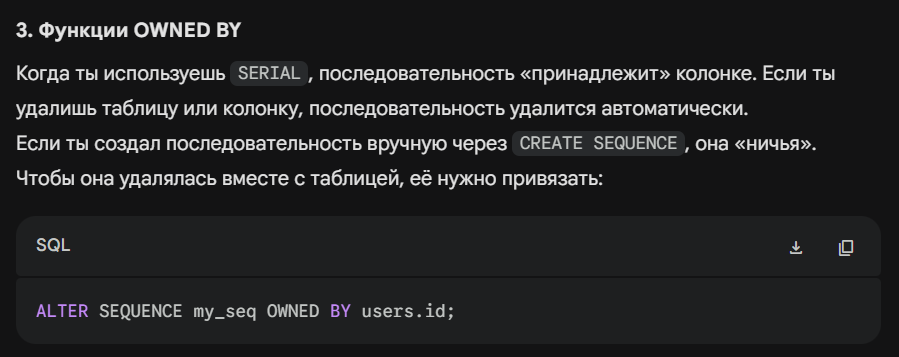 3. Функции OWNED BY
Когда ты используешь SERIAL, последовательность «принадлежит» колонке. Если ты
удалишь таблицу или колонку, последовательность удалится автоматически.
Если ты создал последовательность вручную через CREATE SEQUENCE, она «ничья».
Чтобы она удалялась вместе с таблицей, её нужно привязать:
SQL
ALTER SEQUENCE my_seq OWNED BY users.id;